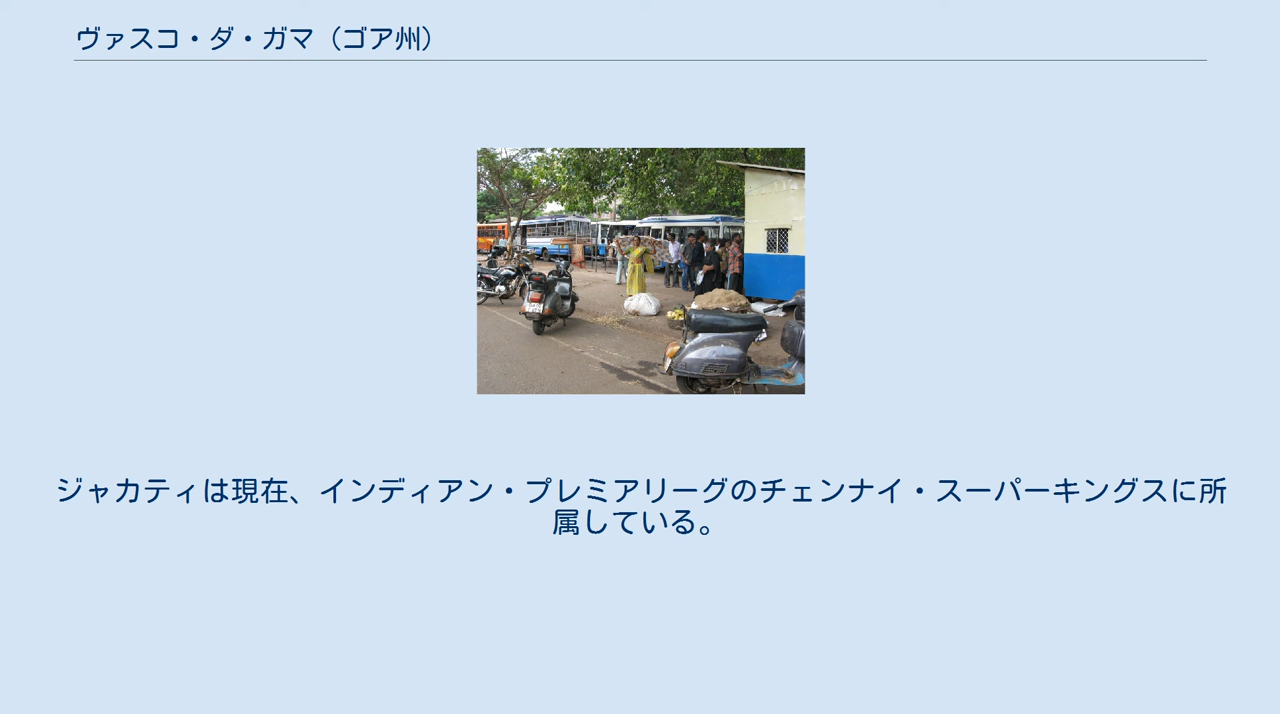 ヴァスコ・ダ・ガマ（ゴア州）
ジャカティは現在、インディアン・プレミアリーグのチェンナイ・スーパーキングスに所
属している。